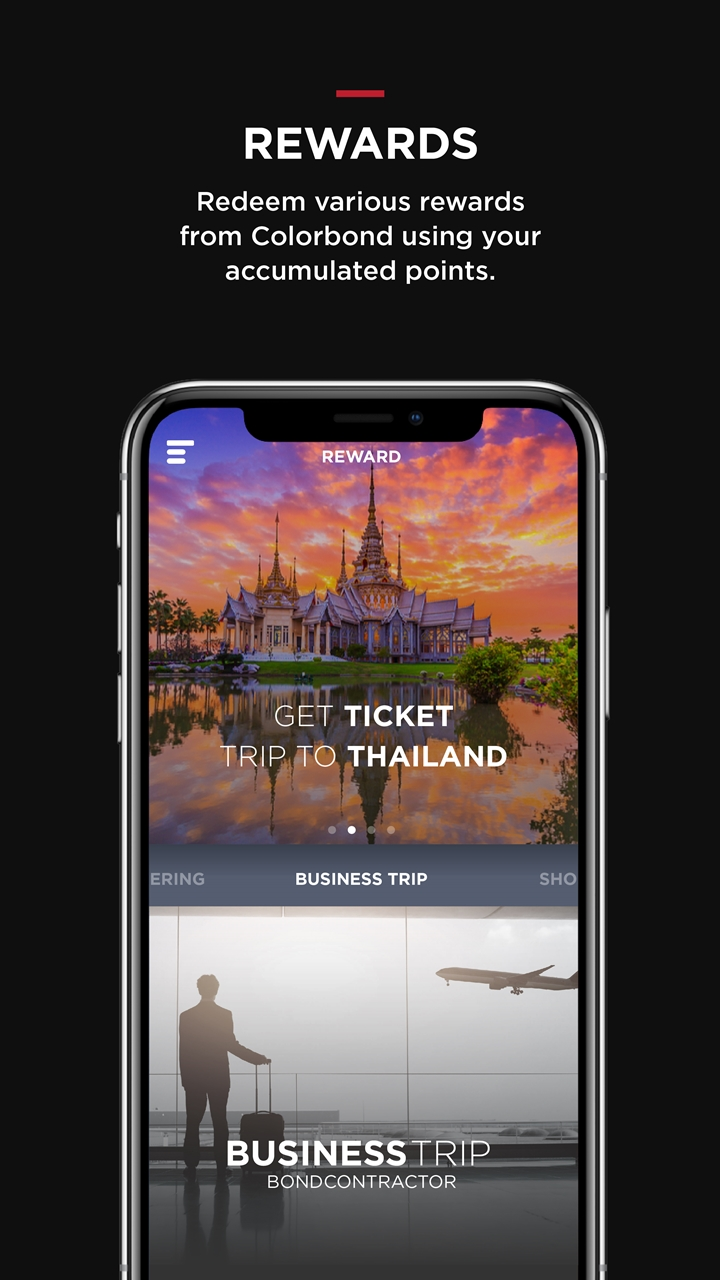 REWARDS
Redeem various rewards
from Colorbond using your
accumulated points.
REWARD
GET TICKET
TRIP TO THAILAND
ERING BUSINESS TRIP SHO
BUSINESS TRIP
BONDCONTRACTOR